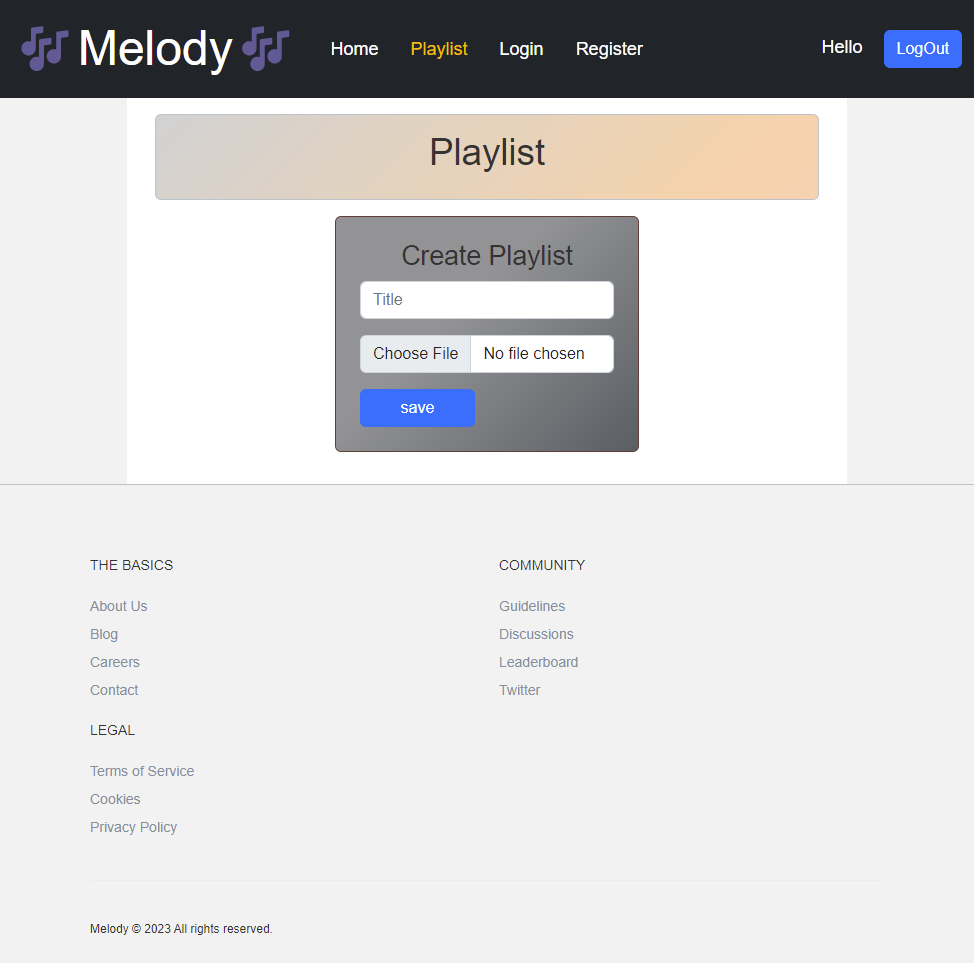 Melody
Home Playlist Login Register
Hello LogOut
Playlist
Create Playlist
Title
Choose File No file chosen
save
THE BASICS
About Us
Blog
Careers
Contact
COMMUNITY
Guidelines
Discussions
Leaderboard
Twitter
LEGAL
Terms of Service
Cookies
Privacy Policy
Melody © 2023 All rights reserved.